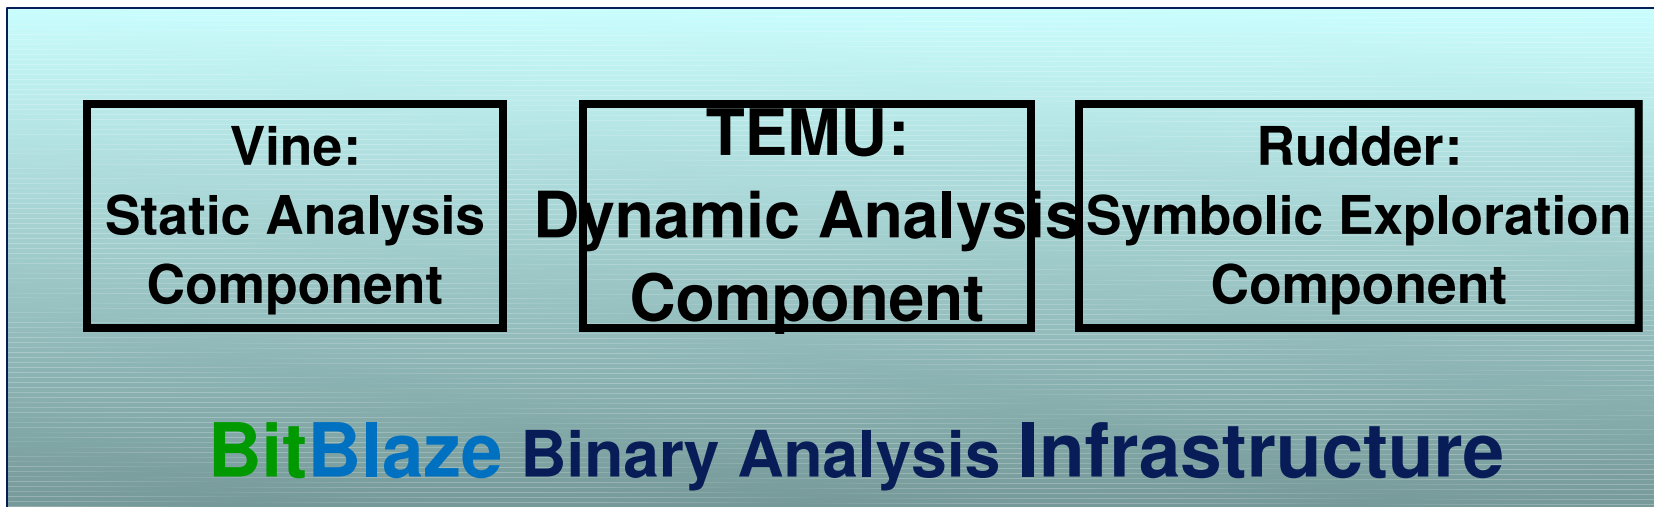 Vine:
Static Analysis
Component
TEMU:
Dynamic Analysis
Component
Rudder:
Symbolic Exploration
Component
BitBlaze Binary Analysis Infrastructure